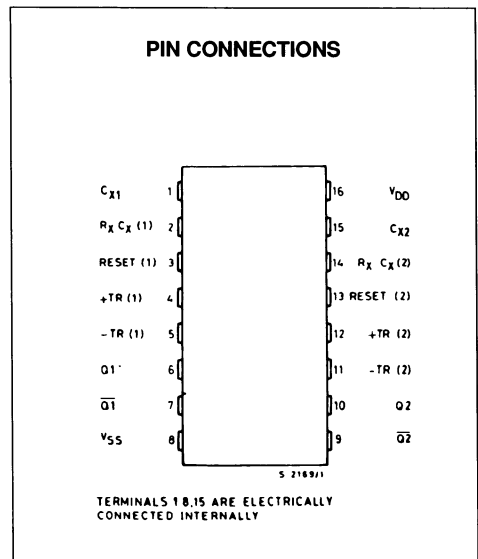 PIN CONNECTIONS
CX1 1 16 VDD
RX CX (1) 2 15 CX2
RESET (1) 3 14 RX CX(2)
+TR (1) 4 13 RESET (2)
-TR (1) 5 12 +TR (2)
Q1 6 11 -TR (2)
Q̅1̅ 7 10 Q2
VSS 8 9 Q̅2̅
S 2169/1
TERMINALS 1 8,15 ARE ELECTRICALLY
CONNECTED INTERNALLY